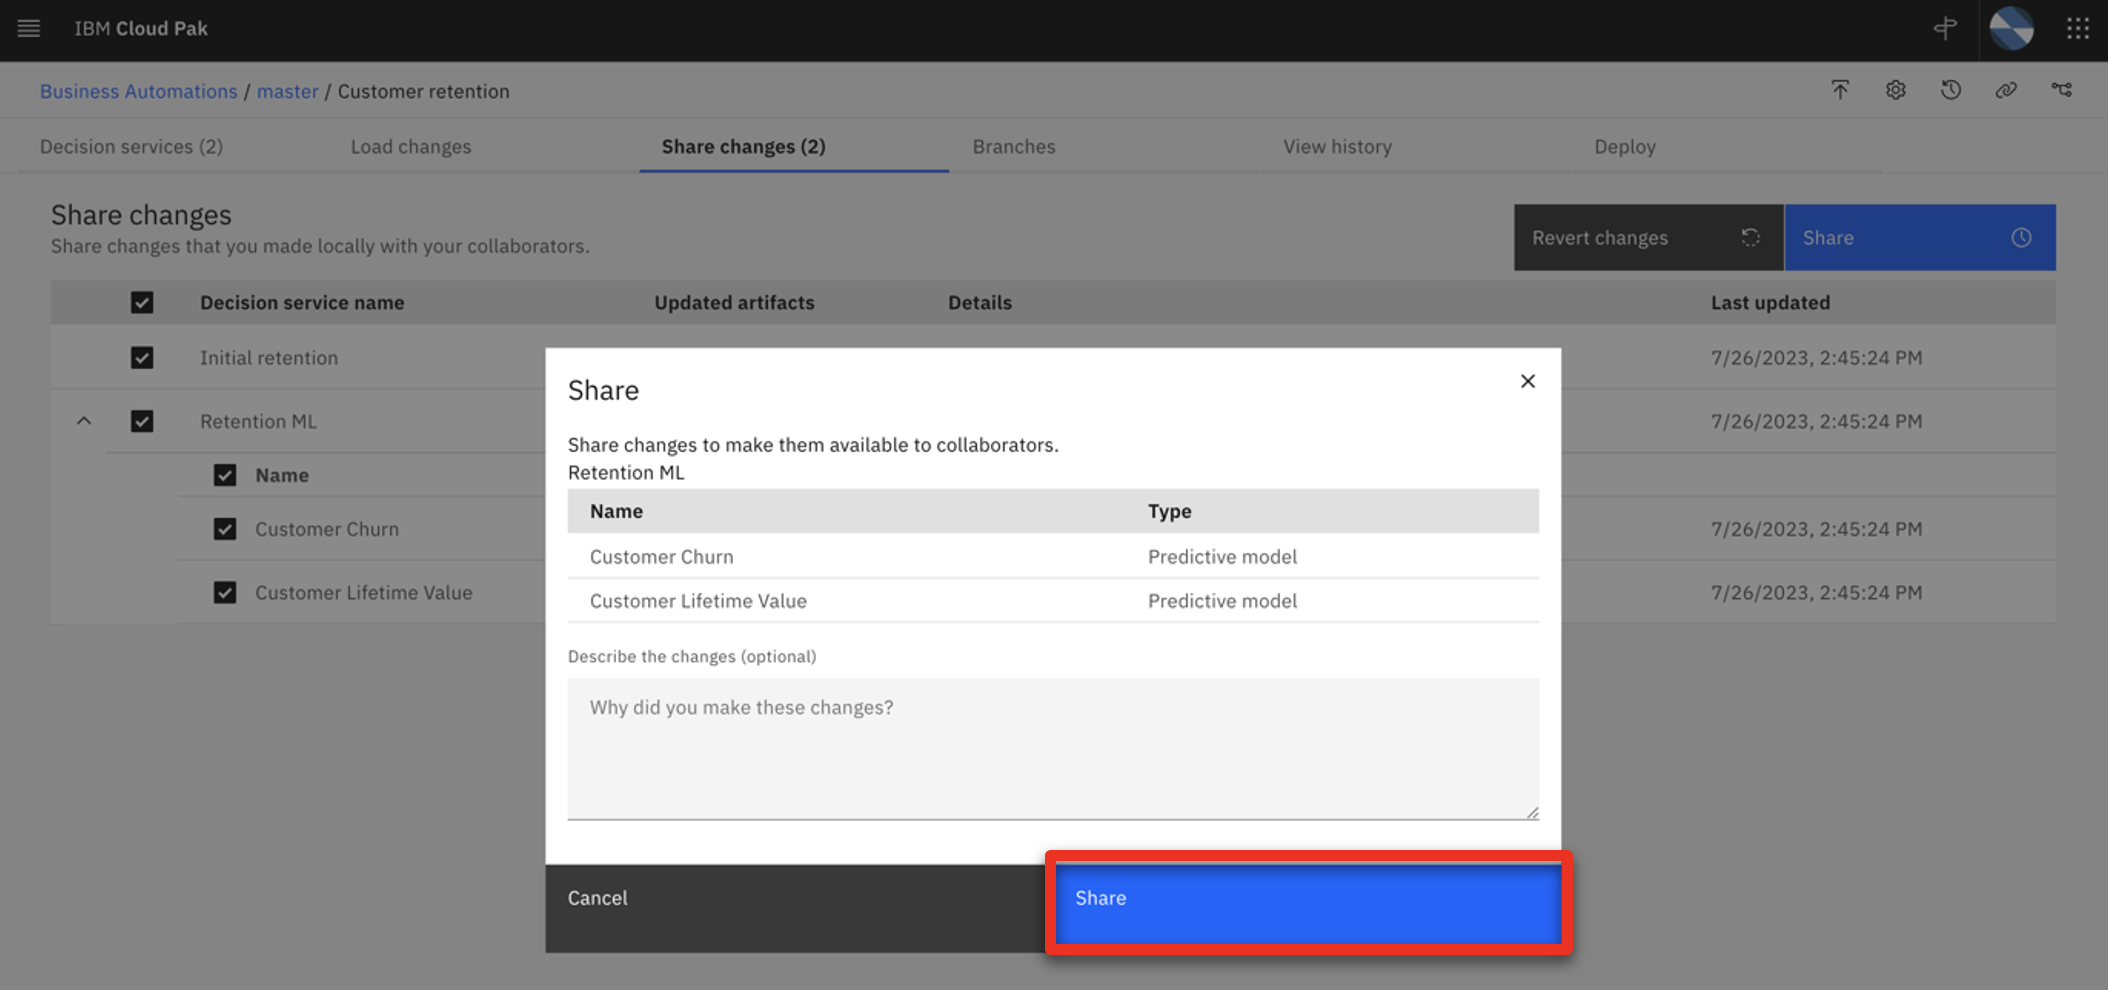 IBM Cloud Pak
Business Automations / master / Customer retention
Decision services (2) Load changes Share changes (2) Branches View history Deploy
Share changes
Share changes that you made locally with your collaborators.
Revert changes Share
Decision service name Updated artifacts Details Last updated
Initial retention 7/26/2023, 2:45:24 PM
Retention ML 7/26/2023, 2:45:24 PM
Name
Customer Churn 7/26/2023, 2:45:24 PM
Customer Lifetime Value 7/26/2023, 2:45:24 PM
Share
Share changes to make them available to collaborators.
Retention ML
Name Type
Customer Churn Predictive model
Customer Lifetime Value Predictive model
Describe the changes (optional)
Why did you make these changes?
Cancel Share